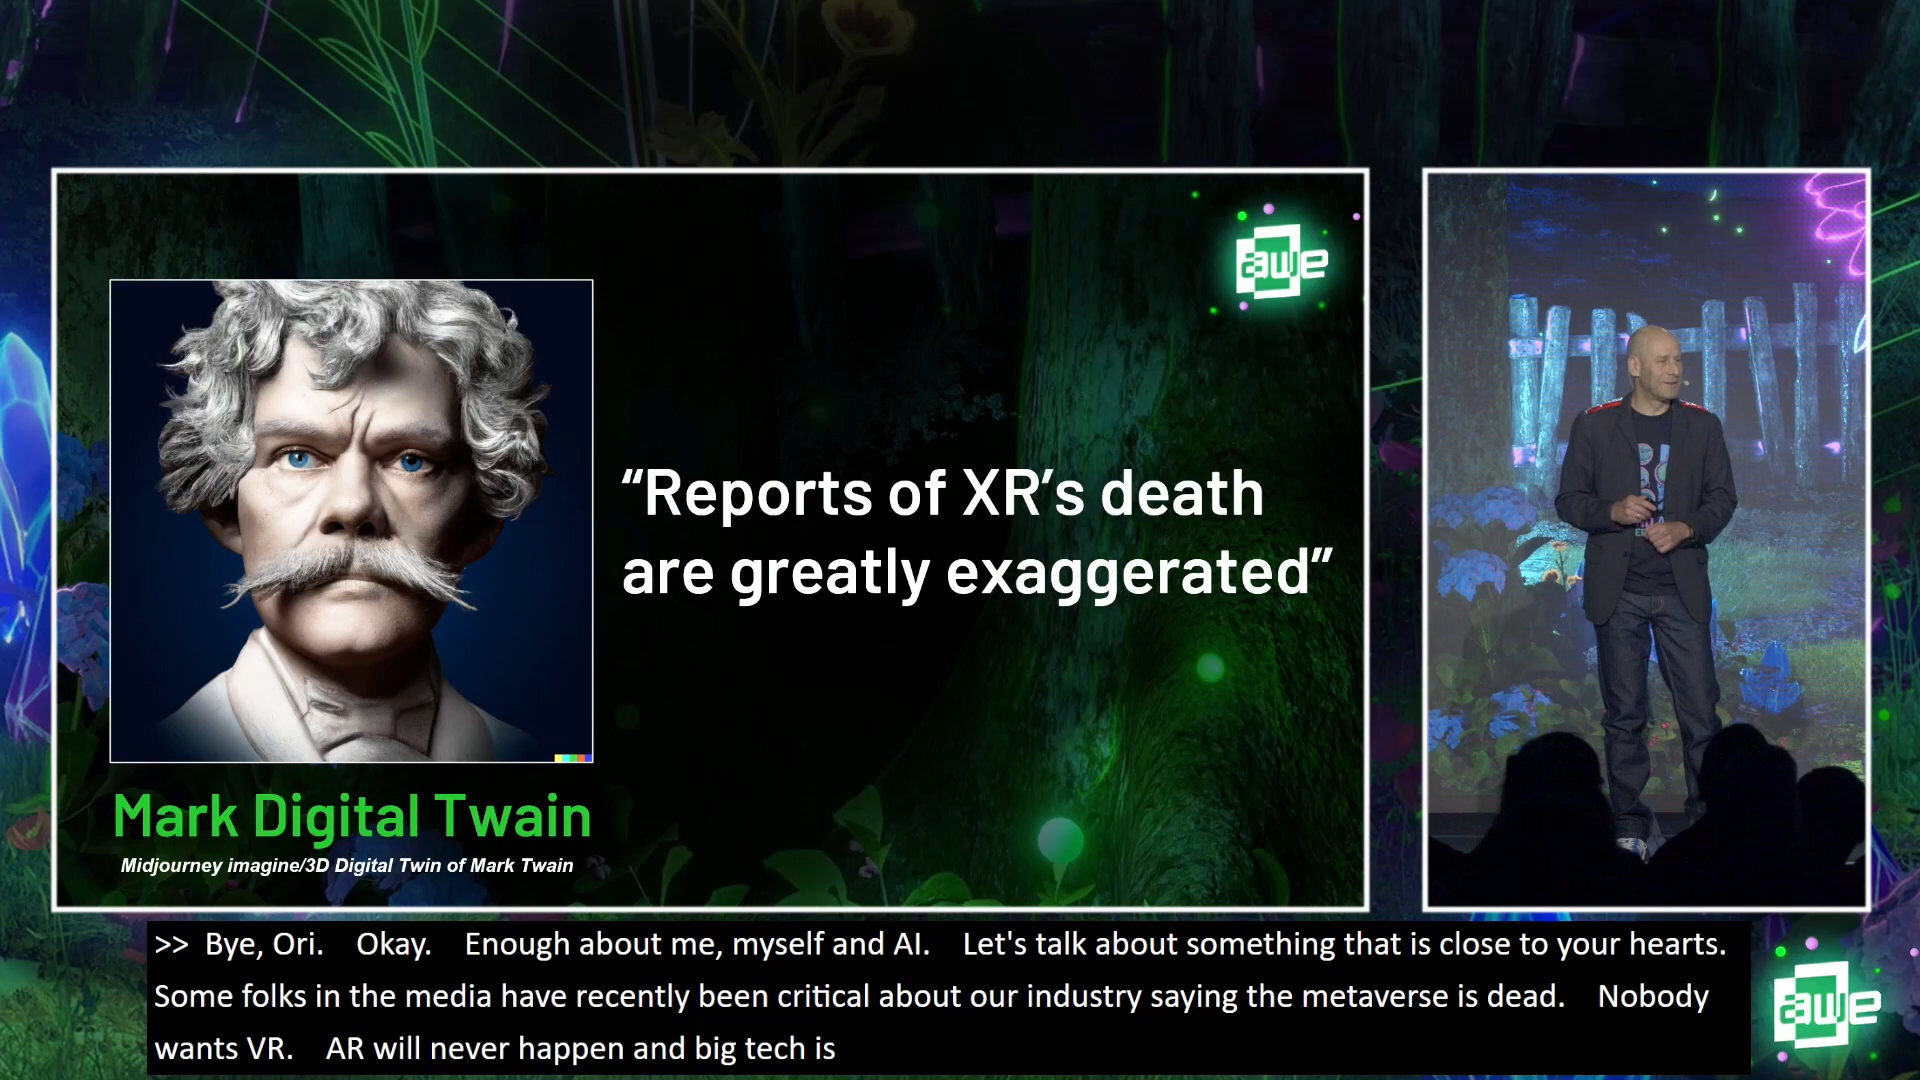 awe
“Reports of XR’s death
are greatly exaggerated”
Mark Digital Twain
Midjourney imagine/3D Digital Twin of Mark Twain
>> Bye, Ori. Okay. Enough about me, myself and AI. Let's talk about something that is close to your hearts.
Some folks in the media have recently been critical about our industry saying the metaverse is dead. Nobody
wants VR. AR will never happen and big tech is
awe